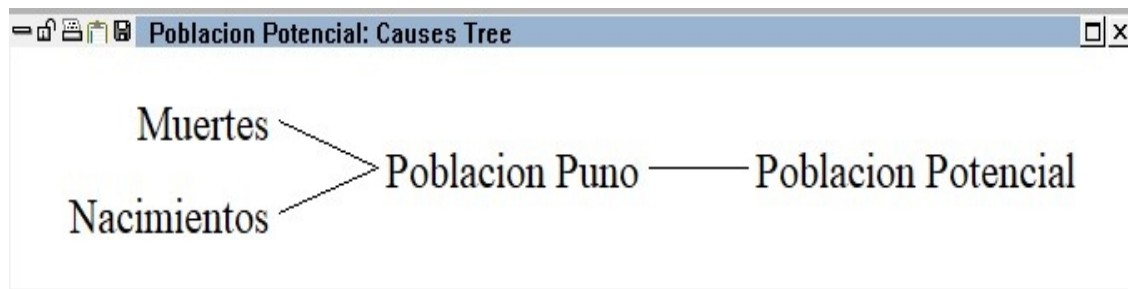 Poblacion Potencial: Causes Tree
Muertes
Poblacion Puno
Poblacion Potencial
Nacimientos